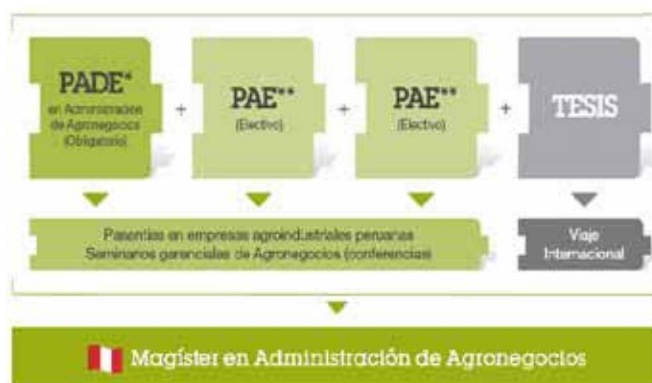 PADE*
en Administración
de Agronegocios
(Obligatorio)
+
PAE**
(Electivo)
+
PAE**
(Electivo)
+
TESIS
Pasantías en empresas agroindustriales peruanas
Seminarios gerenciales de Agronegocios (conferencias)
Viaje
Internacional
Magíster en Administración de Agronegocios